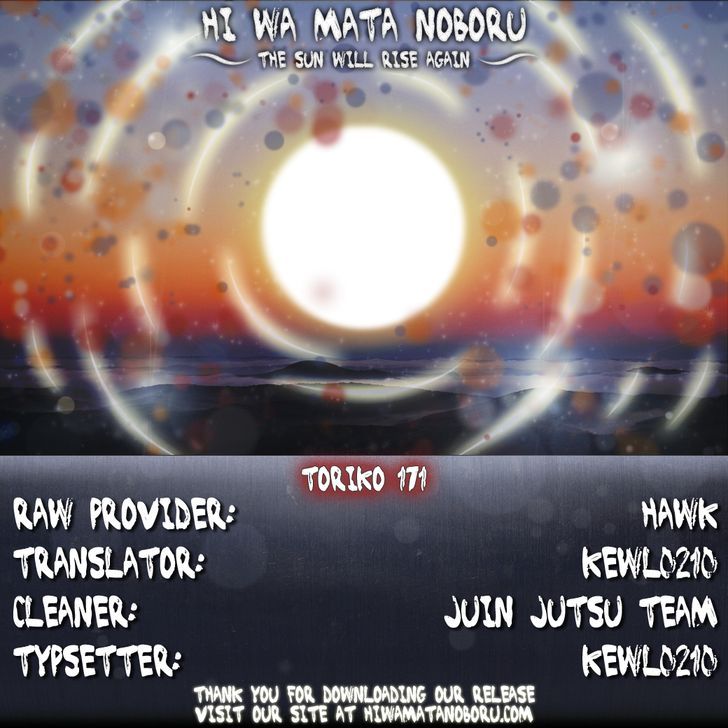 HI WA MATA NOBORU
THE SUN WILL RISE AGAIN
TORIKO 171
RAW PROVIDER: HAWK
TRANSLATOR: KEWL0210
CLEANER: JUIN JUTSU TEAM
TYPSETTER: KEWL0210
THANK YOU FOR DOWNLOADING OUR RELEASE
VISIT OUR SITE AT HIWAMATANOBORU.COM